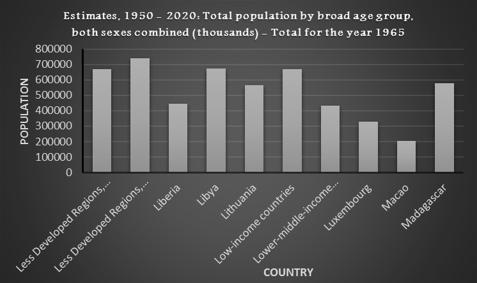 Estimates, 1950 – 2020: Total population by broad age group,
both sexes combined (thousands) – Total for the year 1965
800000
700000
600000
500000
400000
300000
200000
100000
0
POPULATION
Less Developed Regions,...
Less Developed Regions,...
Liberia
Libya
Lithuania
Low-income countries
Lower-middle-income...
Luxembourg
Macao
Madagascar
COUNTRY